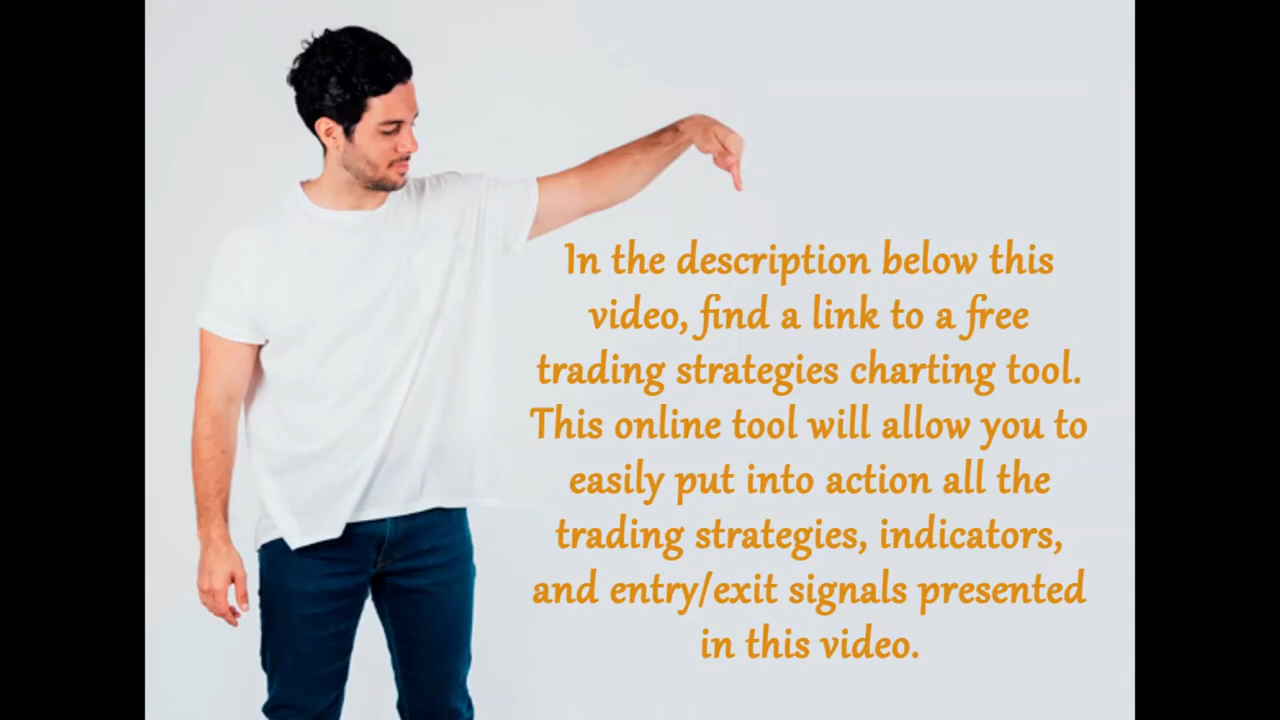 In the description below this
video, find a link to a free
trading strategies charting tool.
This online tool will allow you to
easily put into action all the
trading strategies, indicators,
and entry/exit signals presented
in this video.